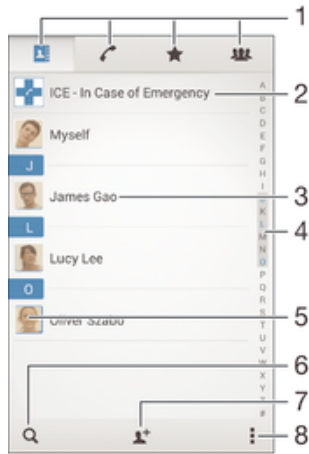 1
ICE - In Case of Emergency
2
Myself
J
James Gao
3
L
Lucy Lee
O
Oliver Szabo
A
B
C
D
E
F
G
H
I
K
L
M
N
O
P
Q
R
S
T
U
V
W
X
Y
Z
#
4
5
6
7
8